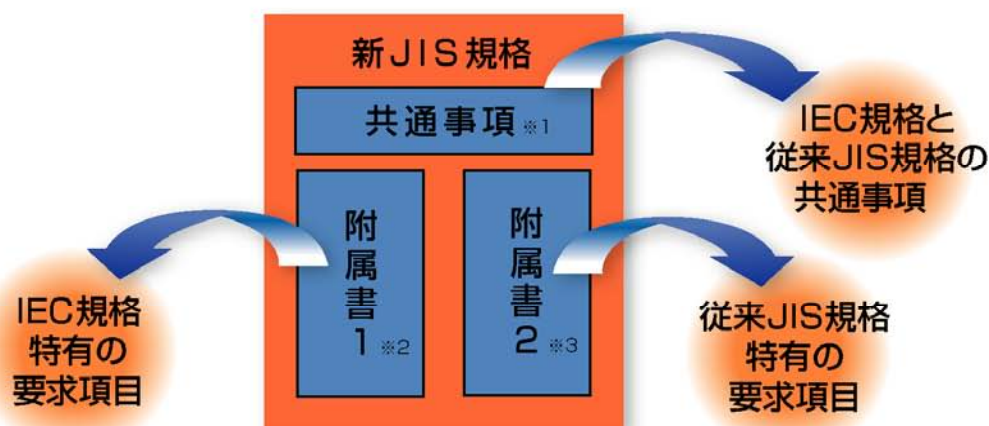 新JIS規格
共通事項※1
IEC規格と
従来JIS規格の
共通事項
附属書1※2
附属書2※3
IEC規格
特有の
要求項目
従来JIS規格
特有の
要求項目